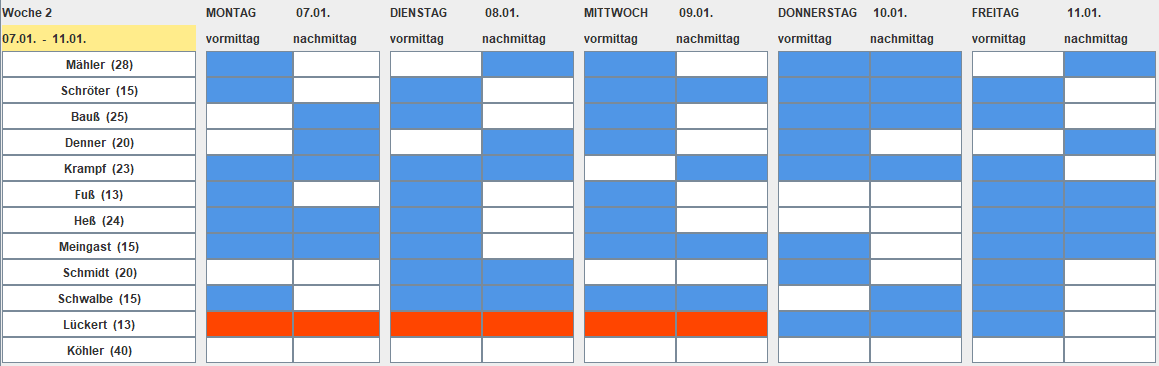 Woche 2 MONTAG 07.01. DIENSTAG 08.01. MITTWOCH 09.01. DONNERSTAG 10.01. FREITAG 11.01.
07.01. - 11.01. vormittag nachmittag vormittag nachmittag vormittag nachmittag vormittag nachmittag vormittag nachmittag
Mähler (28)
Schröter (15)
Bauß (25)
Denner (20)
Krampf (23)
Fuß (13)
Heß (24)
Meingast (15)
Schmidt (20)
Schwalbe (15)
Lückert (13)
Köhler (40)